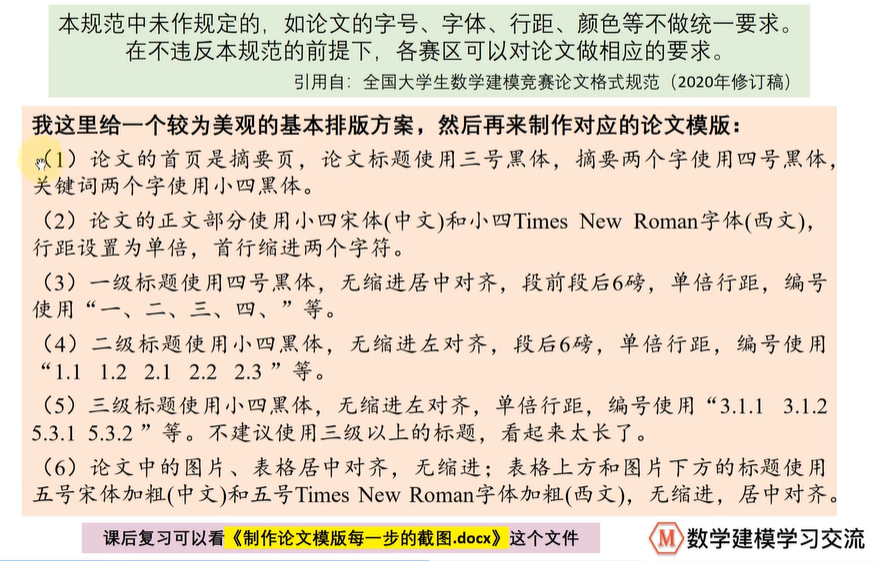 本规范中未作规定的，如论文的字号、字体、行距、颜色等不做统一要求。
在不违反本规范的前提下，各赛区可以对论文做相应的要求。
引用自：全国大学生数学建模竞赛论文格式规范（2020年修订稿）
我这里给一个较为美观的基本排版方案，然后再来制作对应的论文模版：
（1）论文的首页是摘要页，论文标题使用三号黑体，摘要两个字使用四号黑体，
关键词两个字使用小四黑体。
（2）论文的正文部分使用小四宋体(中文)和小四Times New Roman字体(西文)，
行距设置为单倍，首行缩进两个字符。
（3）一级标题使用四号黑体，无缩进居中对齐，段前段后6磅，单倍行距，编号
使用“一、二、三、四、”等。
（4）二级标题使用小四黑体，无缩进左对齐，段后6磅，单倍行距，编号使用
“1.1 1.2 2.1 2.2 2.3 ”等。
（5）三级标题使用小四黑体，无缩进左对齐，单倍行距，编号使用“3.1.1 3.1.2
5.3.1 5.3.2 ”等。不建议使用三级以上的标题，看起来太长了。
（6）论文中的图片、表格居中对齐，无缩进；表格上方和图片下方的标题使用
五号宋体加粗(中文)和五号Times New Roman字体加粗(西文)，无缩进，居中对齐。
课后复习可以看《制作论文模版每一步的截图.docx》这个文件
M 数学建模学习交流